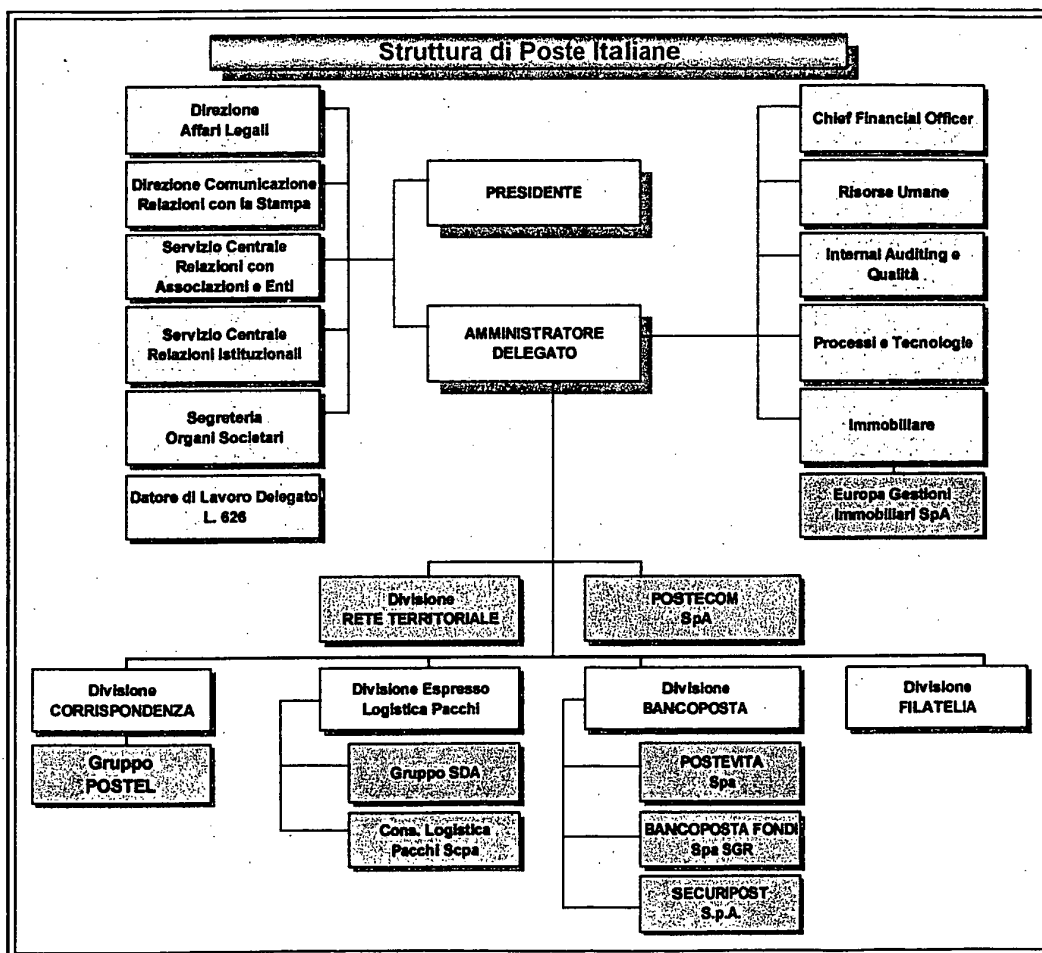 Struttura di Poste Italiane
Direzione
Affari Legali
Direzione Comunicazione
Relazioni con la Stampa
Servizio Centrale
Relazioni con
Associazioni e Enti
Servizio Centrale
Relazioni Istituzionali
Segreteria
Organi Societari
Datore di Lavoro Delegato
L. 626
PRESIDENTE
AMMINISTRATORE
DELEGATO
Chief Financial Officer
Risorse Umane
Internal Auditing e
Qualità
Processi e Tecnologie
Immobiliare
Europa Gestioni
Immobiliari SpA
Divisione
RETE TERRITORIALE
POSTECOM
SpA
Divisione
CORRISPONDENZA
Gruppo
POSTEL
Divisione Espresso
Logistica Pacchi
Gruppo SDA
Cons. Logistica
Pacchi Scpa
Divisione
BANCOPOSTA
POSTEVITA
Spa
BANCOPOSTA FONDI
Spa SGR
SECURIPOST
S.p.A.
Divisione
FILATELIA